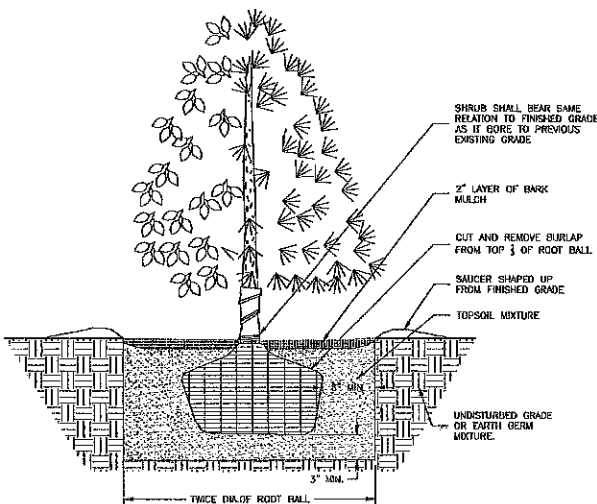 SHRUB SHALL BEAR SAME
RELATION TO FINISHED GRADE
AS IT BORE TO PREVIOUS
EXISTING GRADE
2" LAYER OF BARK
MULCH
CUT AND REMOVE BURLAP
FROM TOP OF ROOT BALL
SAUCER SHAPED UP
FROM FINISHED GRADE
TOPSOIL MIXTURE
MIN.
UNDISTURBED GRADE
OR EARTH BERM
MIXTURE.
3" MIN.
TWICE DIA.OF ROOT BALL